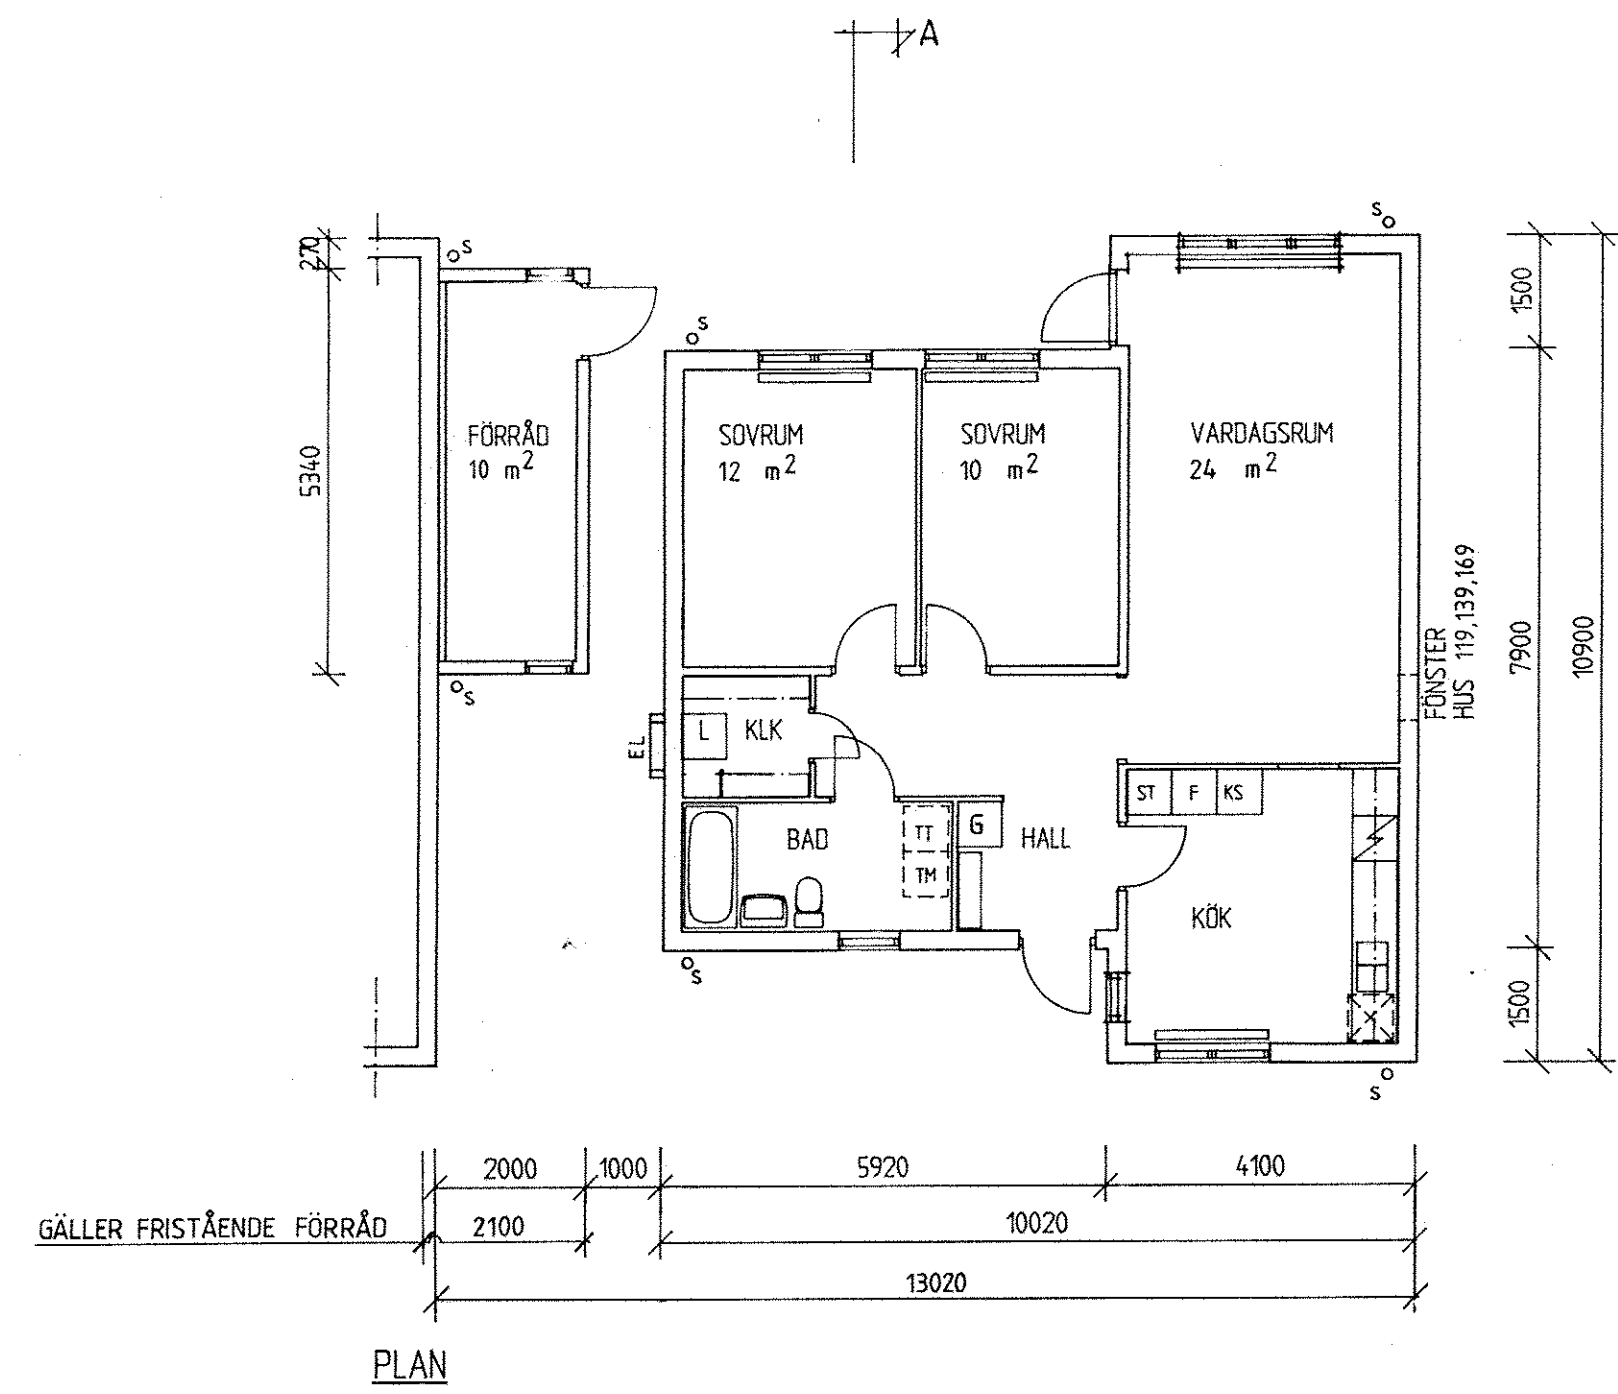 A
S
270
S
1500
S
FÖRRÅD
10 m²
SOVRUM
12 m²
SOVRUM
10 m²
VARDAGSRUM
24 m²
5340
FÖNSTER
HUS 119,139,169
7900
10900
S
EL
L
KLK
ST
F
KS
BAD
TT
TM
G
HALL
KÖK
S
1500
S
2000
1000
5920
4100
GÄLLER FRISTÅENDE FÖRRÅD
2100
10020
13020
PLAN